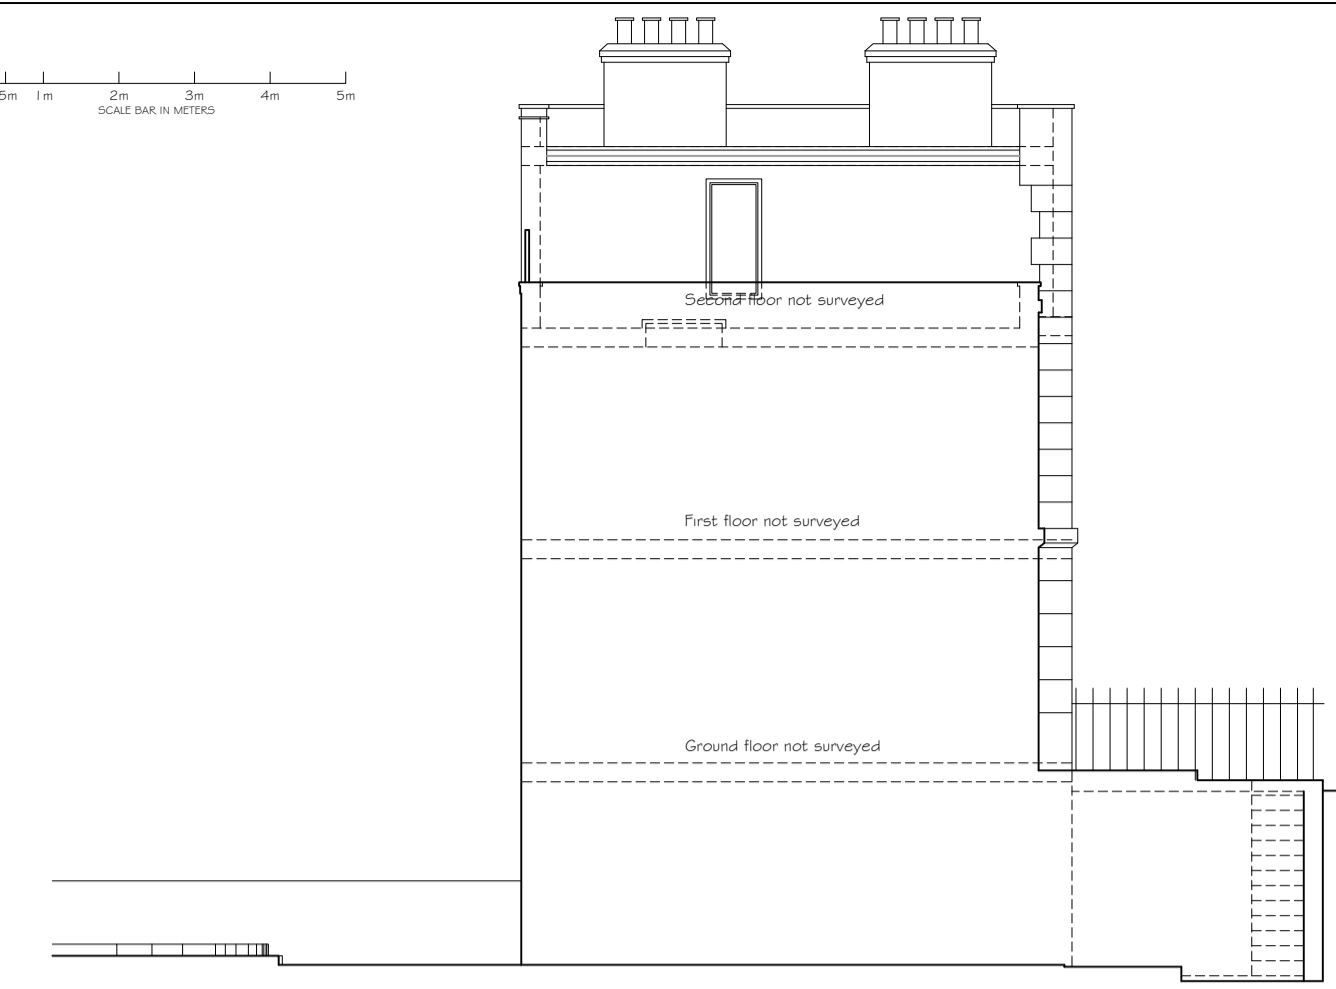 5m 1m 2m 3m 4m 5m
SCALE BAR IN METERS
Second floor not surveyed
First floor not surveyed
Ground floor not surveyed